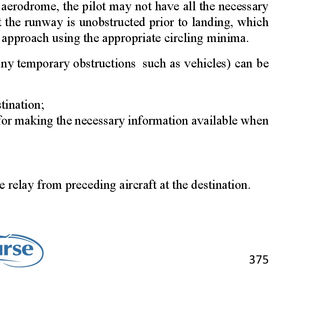 aerodrome, the pilot may not have all the necessary
the runway is unobstructed prior to landing, which
approach using the appropriate circling minima.
ny temporary obstructions such as vehicles) can be
tination;
for making the necessary information available when
e relay from preceding aircraft at the destination.
urse
375